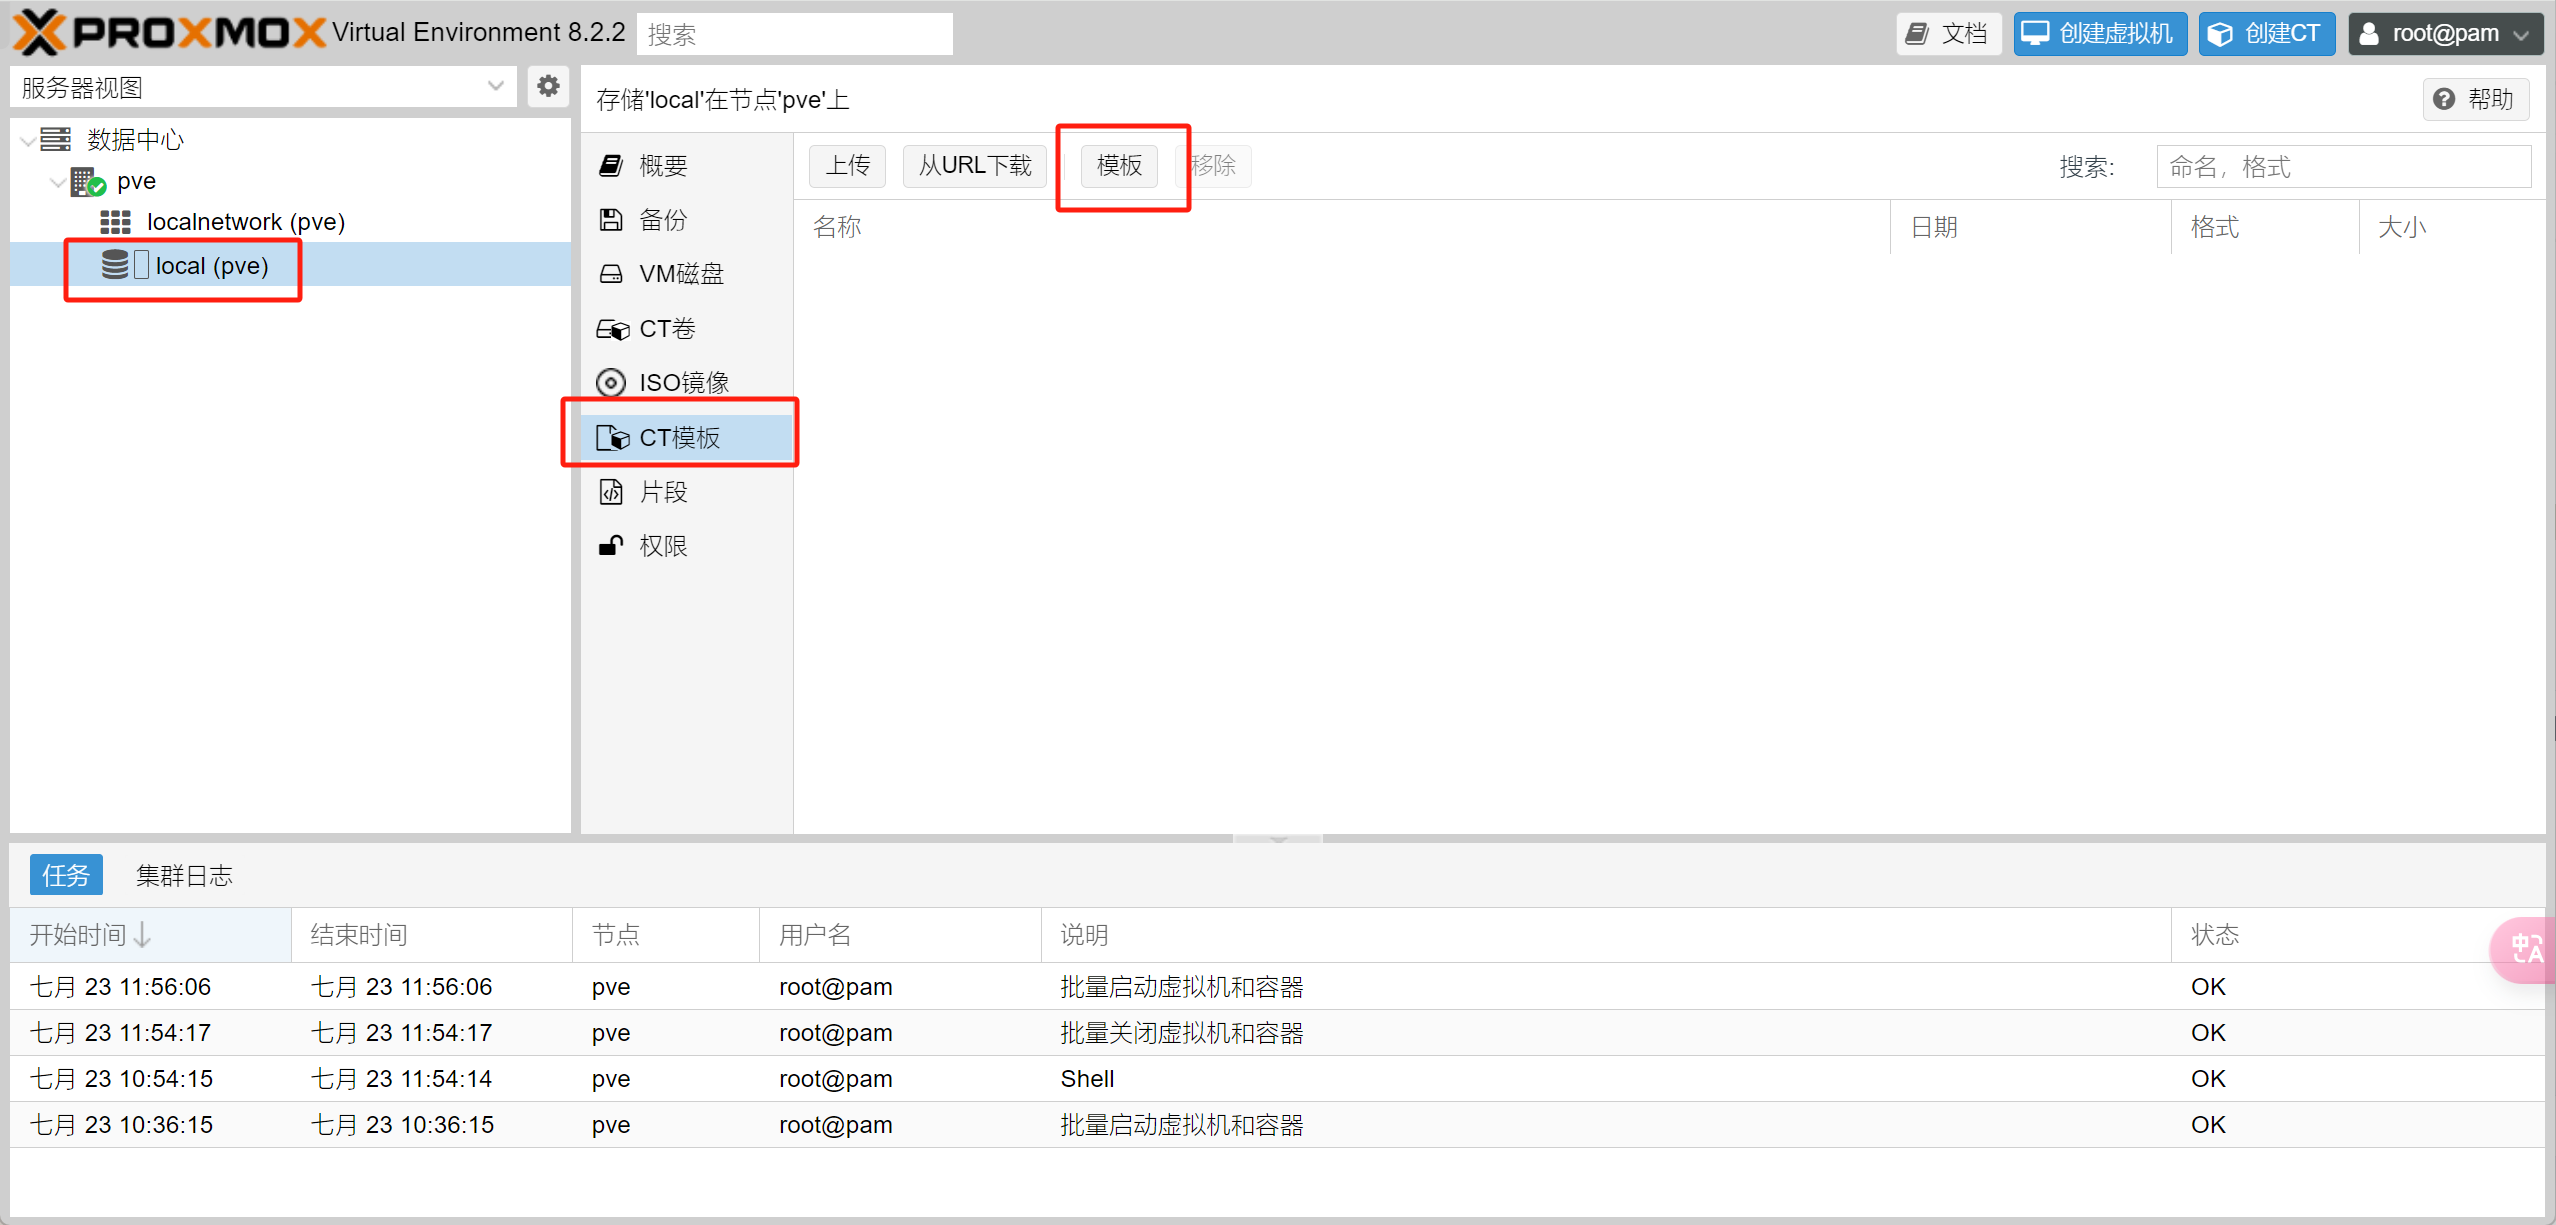 PROXMOX Virtual Environment 8.2.2 搜索 文档 创建虚拟机 创建CT root@pam
服务器视图
数据中心
pve
localnetwork (pve)
local (pve)
存储'local'在节点'pve'上 帮助
概要
备份
VM磁盘
CT卷
ISO镜像
CT模板
片段
权限
上传 从URL下载 模板 移除 搜索: 命名，格式
名称 日期 格式 大小
任务 集群日志
开始时间 结束时间 节点 用户名 说明 状态
七月 23 11:56:06 七月 23 11:56:06 pve root@pam 批量启动虚拟机和容器 OK
七月 23 11:54:17 七月 23 11:54:17 pve root@pam 批量关闭虚拟机和容器 OK
七月 23 10:54:15 七月 23 11:54:14 pve root@pam Shell OK
七月 23 10:36:15 七月 23 10:36:15 pve root@pam 批量启动虚拟机和容器 OK
中A